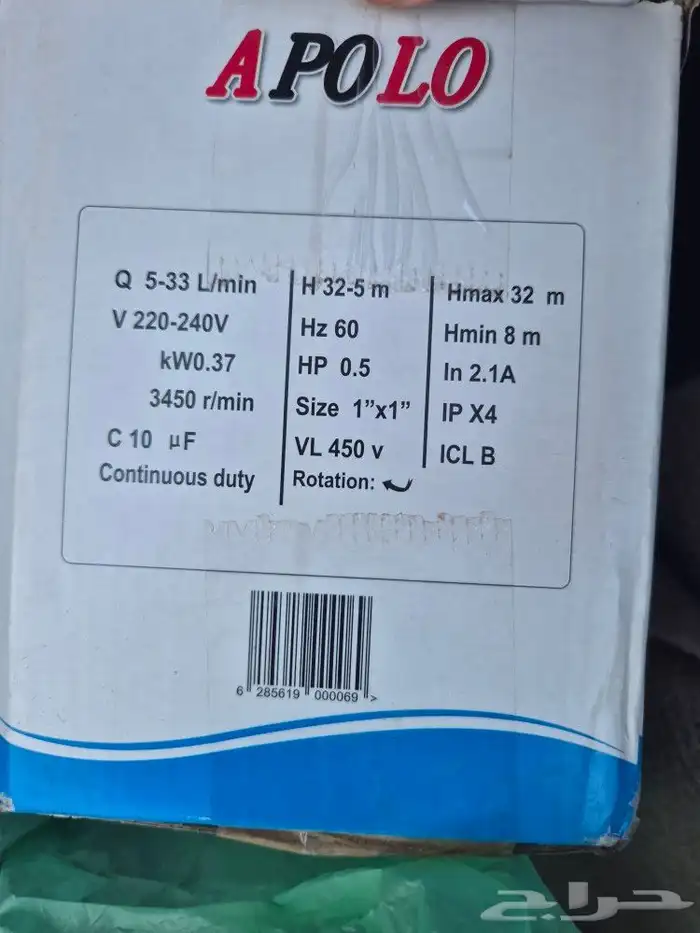 APOLO
Q 5-33 L/min
V 220-240V
kW0.37
3450 r/min
C 10 µF
Continuous duty
H 32-5 m
Hz 60
HP 0.5
Size 1”x1”
VL 450 v
Rotation:
Hmax 32 m
Hmin 8 m
In 2.1A
IP X4
ICL B
6 285619 000069 >
حراج